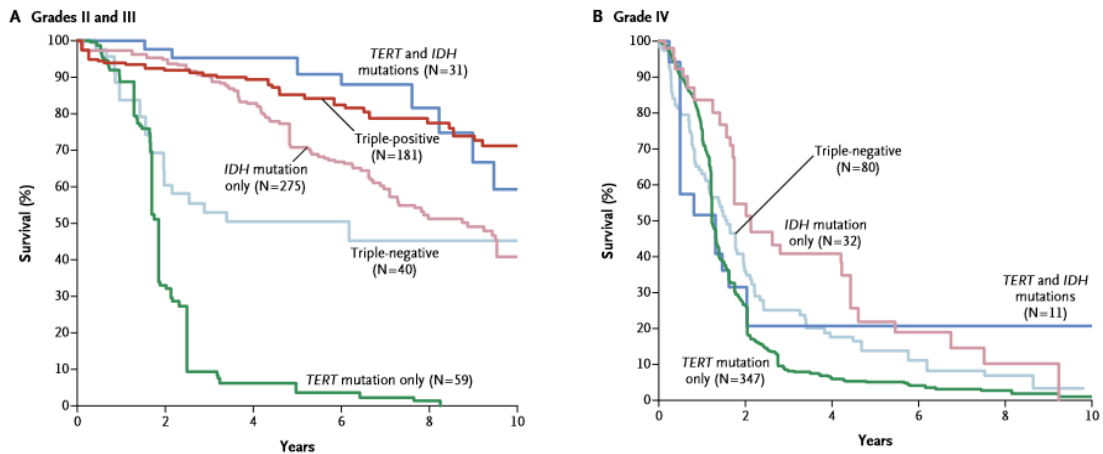 A Grades II and III
100
90
80
70
60
50
40
30
20
10
0
Survival (%)
TERT and IDH
mutations (N=31)
Triple-positive
(N=181)
IDH mutation
only (N=275)
Triple-negative
(N=40)
TERT mutation only (N=59)
0 2 4 6 8 10
Years
B Grade IV
100
90
80
70
60
50
40
30
20
10
0
Survival (%)
Triple-negative
(N=80)
IDH mutation
only (N=32)
TERT and IDH
mutations
(N=11)
TERT mutation
only (N=347)
0 2 4 6 8 10
Years